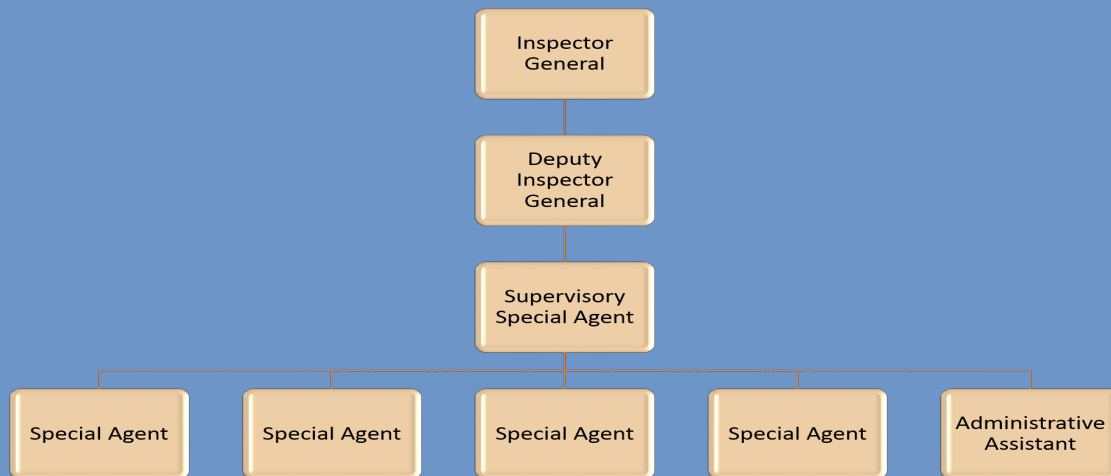 Inspector
General
Deputy
Inspector
General
Supervisory
Special Agent
Special Agent
Special Agent
Special Agent
Special Agent
Administrative
Assistant